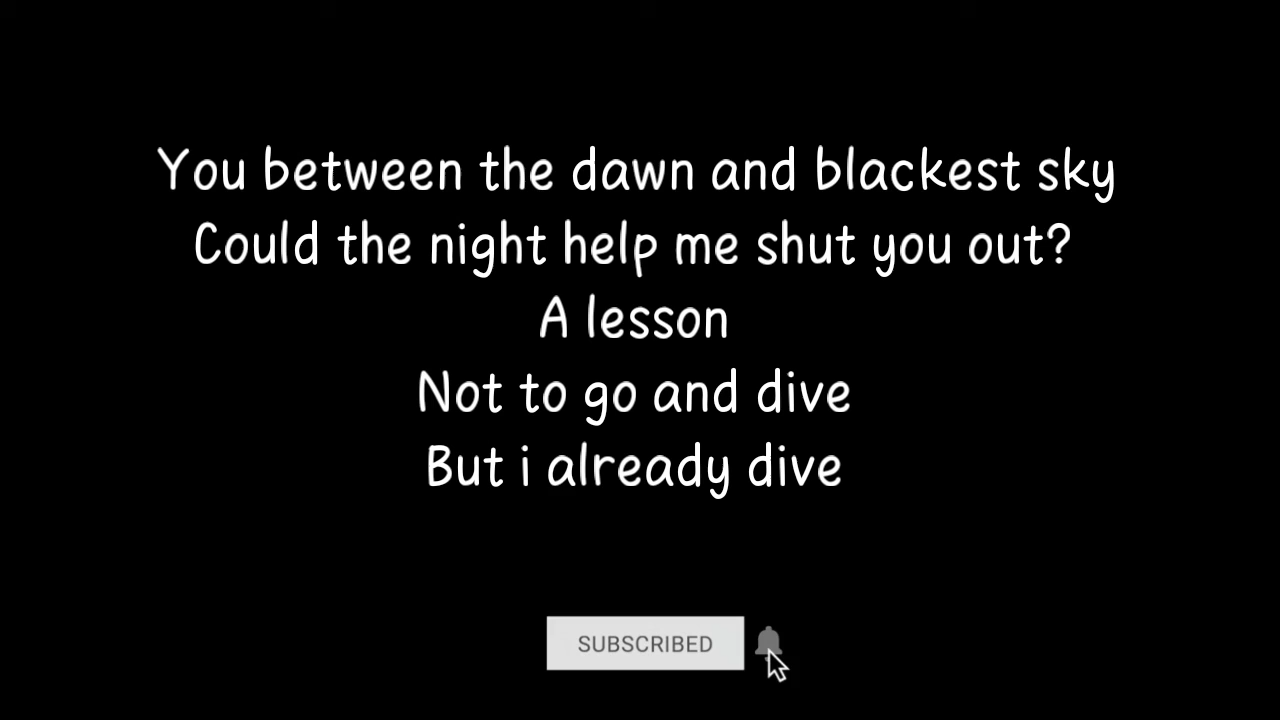 You between the dawn and blackest sky
Could the night help me shut you out?
A lesson
Not to go and dive
But i already dive
SUBSCRIBED